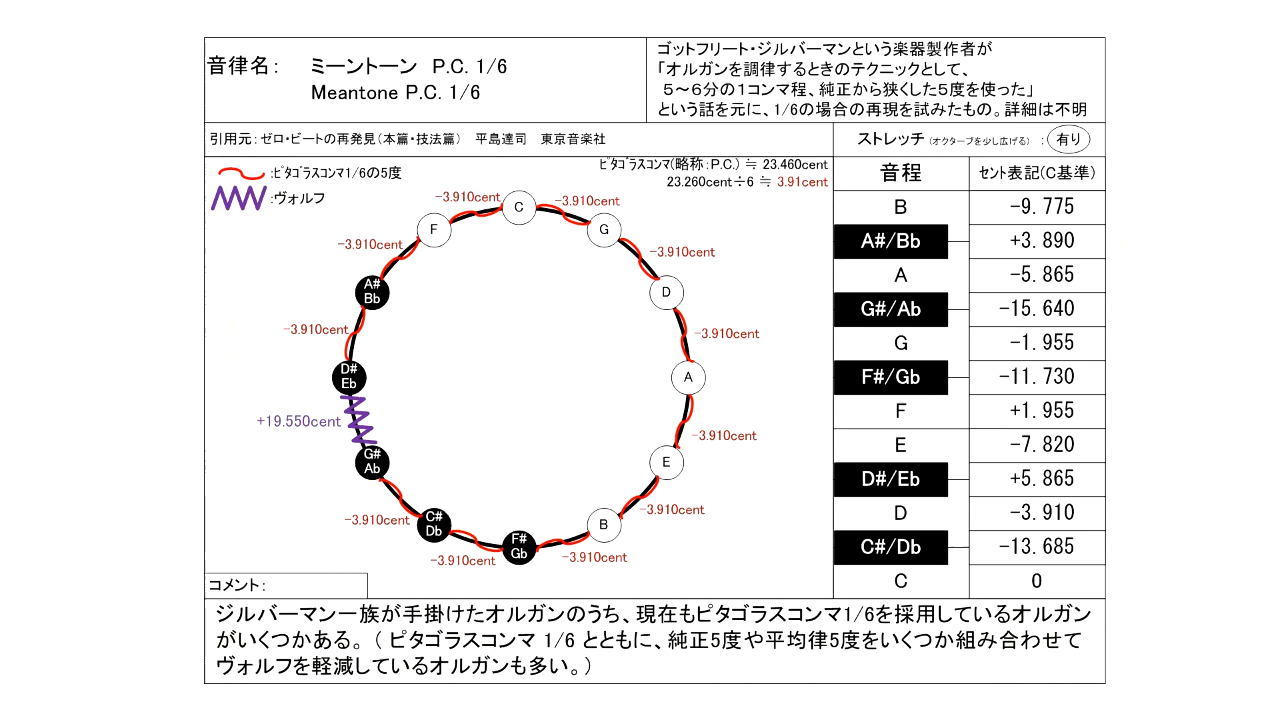 音律名： ミーントーン P.C. 1/6
Meantone P.C. 1/6
ゴットフリート・ジルバーマンという楽器製作者が
「オルガンを調律するときのテクニックとして、
５～６分の１コンマ程、純正から狭くした５度を使った」
という話を元に、1/6の場合の再現を試みたもの。詳細は不明
引用元：ゼロ・ビートの再発見（本篇・技法篇） 平島達司 東京音楽社
ストレッチ（オクターブを少し広げる）：有り
:ﾋﾟﾀｺﾞﾗｽコンマ1/6の5度
:ヴォルフ
ﾋﾟﾀｺﾞﾗｽコンマ(略称:P.C.) ≒ 23.460cent
23.260cent÷6 ≒ 3.91cent
C
-3.910cent
G
-3.910cent
D
-3.910cent
A
-3.910cent
E
-3.910cent
B
-3.910cent
F#
Gb
-3.910cent
C#
Db
-3.910cent
G#
Ab
+19.550cent
D#
Eb
-3.910cent
A#
Bb
-3.910cent
F
-3.910cent
音程 セント表記(C基準)
B -9.775
A#/Bb +3.890
A -5.865
G#/Ab -15.640
G -1.955
F#/Gb -11.730
F +1.955
E -7.820
D#/Eb +5.865
D -3.910
C#/Db -13.685
C 0
コメント：
ジルバーマン一族が手掛けたオルガンのうち、現在もピタゴラスコンマ1/6を採用しているオルガン
がいくつかある。（ ピタゴラスコンマ 1/6 とともに、純正5度や平均律5度をいくつか組み合わせて
ヴォルフを軽減しているオルガンも多い。）